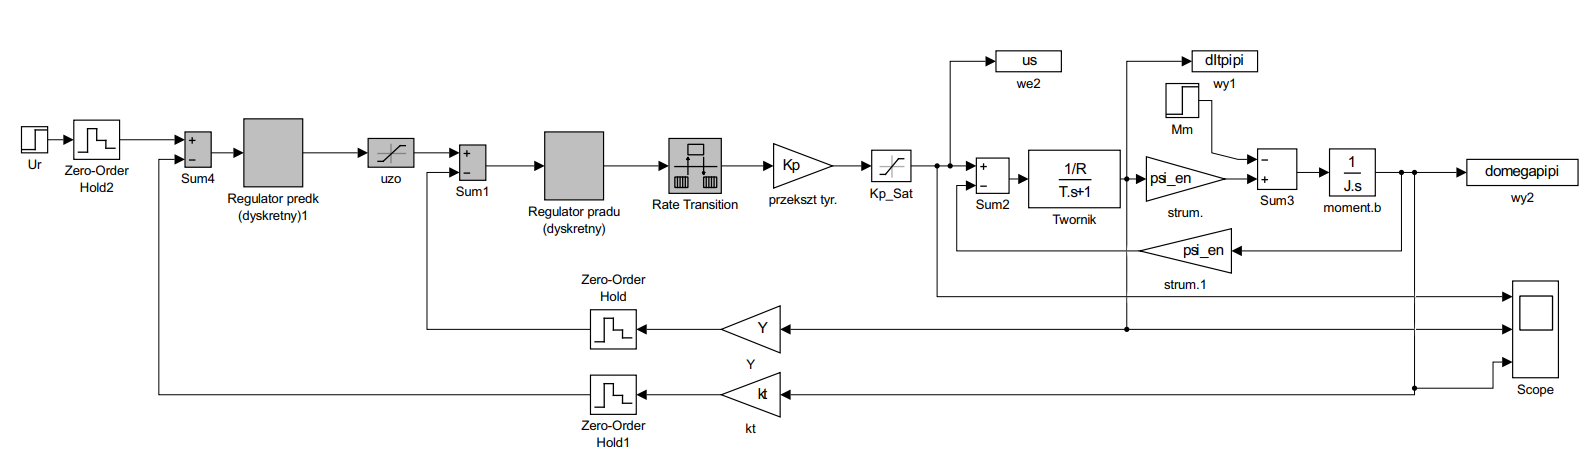 us
we2
dltpipi
wy1
Mm
Ur
Zero-Order
Hold2
+
−
Sum4
Regulator predk
(dyskretny)1
uzo
+
−
Sum1
Regulator pradu
(dyskretny)
Rate Transition
Kp
przekszt tyr.
Kp_Sat
+
−
Sum2
1/R
T.s+1
Twornik
psi_en
strum.
−
+
Sum3
1
J.s
moment.b
domegapipi
wy2
psi_en
strum.1
Zero-Order
Hold
Y
Y
kt
kt
Zero-Order
Hold1
Scope